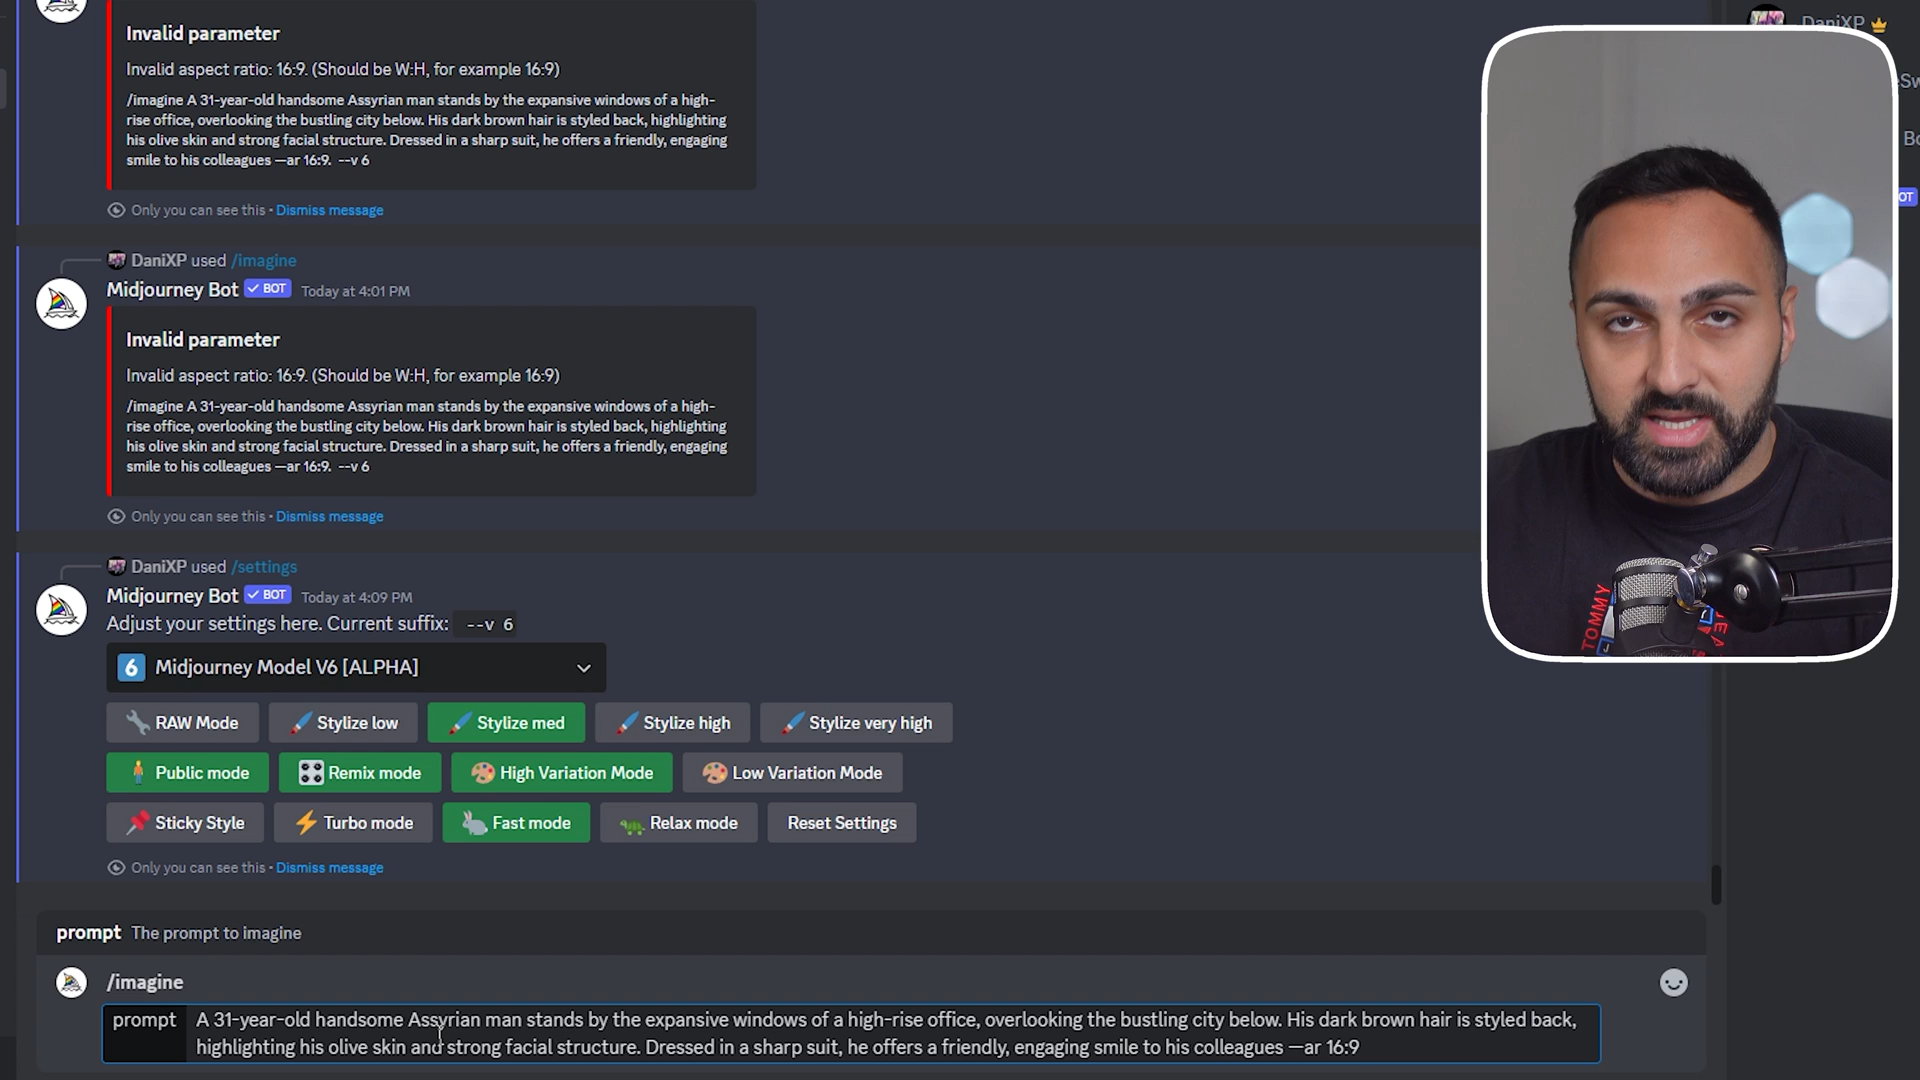 Invalid parameter
Invalid aspect ratio: 16:9. (Should be W:H, for example 16:9)
/imagine A 31-year-old handsome Assyrian man stands by the expansive windows of a high-
rise office, overlooking the bustling city below. His dark brown hair is styled back, highlighting
his olive skin and strong facial structure. Dressed in a sharp suit, he offers a friendly, engaging
smile to his colleagues —ar 16:9.  --v 6
Only you can see this • Dismiss message
DaniXP used /imagine
Midjourney Bot ✓ BOT Today at 4:01 PM
Invalid parameter
Invalid aspect ratio: 16:9. (Should be W:H, for example 16:9)
/imagine A 31-year-old handsome Assyrian man stands by the expansive windows of a high-
rise office, overlooking the bustling city below. His dark brown hair is styled back, highlighting
his olive skin and strong facial structure. Dressed in a sharp suit, he offers a friendly, engaging
smile to his colleagues —ar 16:9.  --v 6
Only you can see this • Dismiss message
DaniXP used /settings
Midjourney Bot ✓ BOT Today at 4:09 PM
Adjust your settings here. Current suffix: --v 6
6 Midjourney Model V6 [ALPHA]
RAW Mode Stylize low Stylize med Stylize high Stylize very high
Public mode Remix mode High Variation Mode Low Variation Mode
Sticky Style Turbo mode Fast mode Relax mode Reset Settings
Only you can see this • Dismiss message
prompt The prompt to imagine
/imagine
prompt A 31-year-old handsome Assyrian man stands by the expansive windows of a high-rise office, overlooking the bustling city below. His dark brown hair is styled back,
highlighting his olive skin and strong facial structure. Dressed in a sharp suit, he offers a friendly, engaging smile to his colleagues —ar 16:9
DaniXP
TOMMY